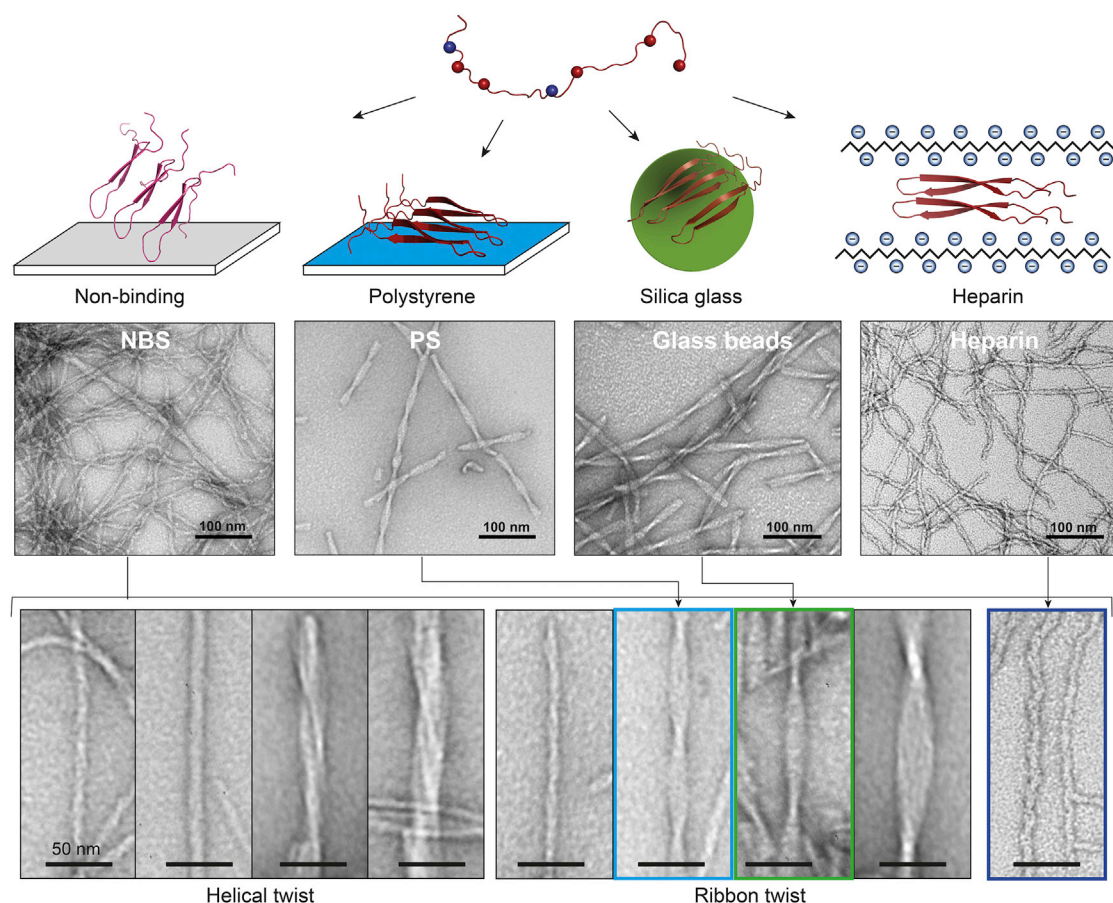 Non-binding
Polystyrene
Silica glass
Heparin
NBS
PS
Glass beads
Heparin
100 nm
100 nm
100 nm
100 nm
50 nm
Helical twist
Ribbon twist